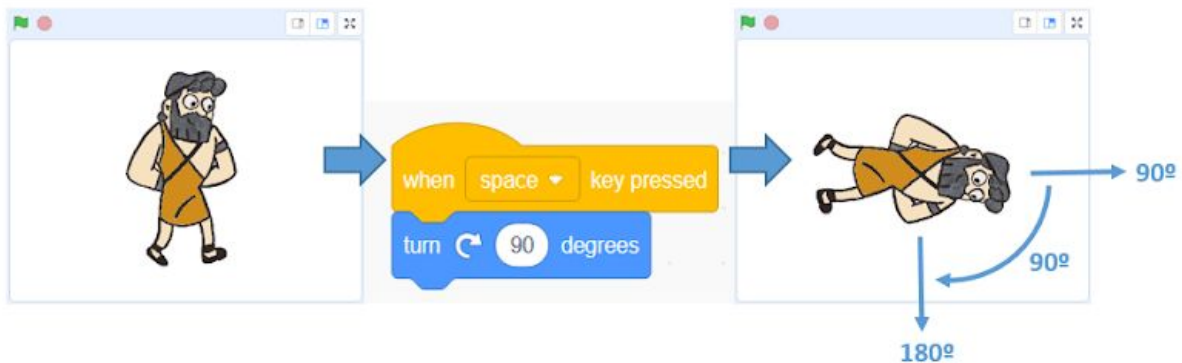 when space key pressed
turn 90 degrees
90º
90º
180º